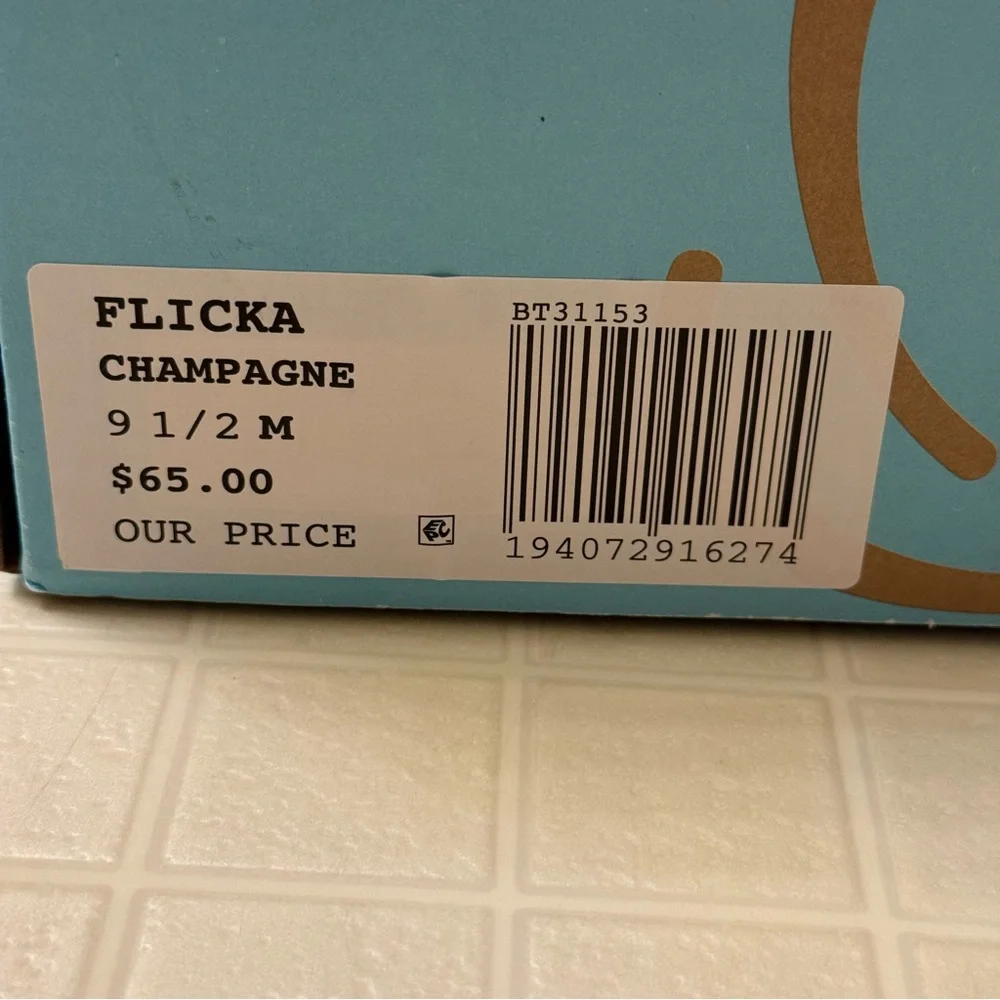 FLICKA
CHAMPAGNE
9 1/2 M
$65.00
OUR PRICE
BT31153
194072916274